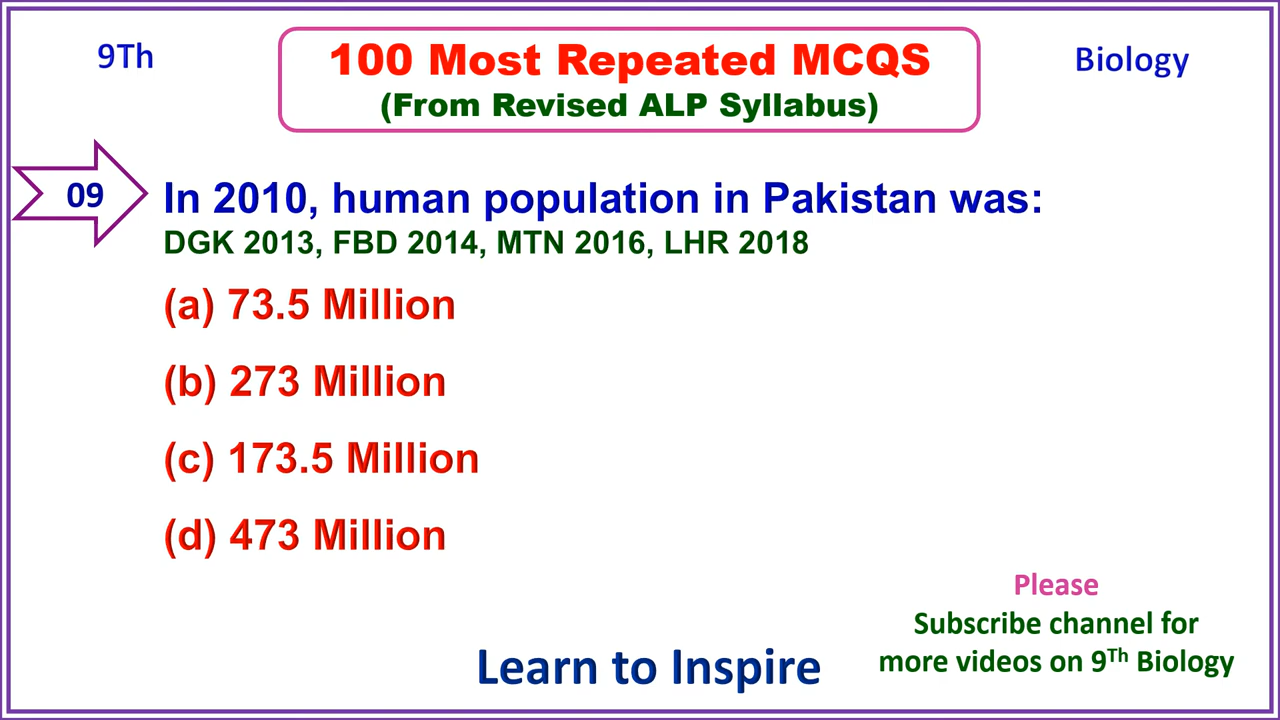 9Th
100 Most Repeated MCQS
Biology
(From Revised ALP Syllabus)
09
In 2010, human population in Pakistan was:
DGK 2013, FBD 2014, MTN 2016, LHR 2018
(a) 73.5 Million
(b) 273 Million
(c) 173.5 Million
(d) 473 Million
Please
Subscribe channel for
more videos on 9Th Biology
Learn to Inspire